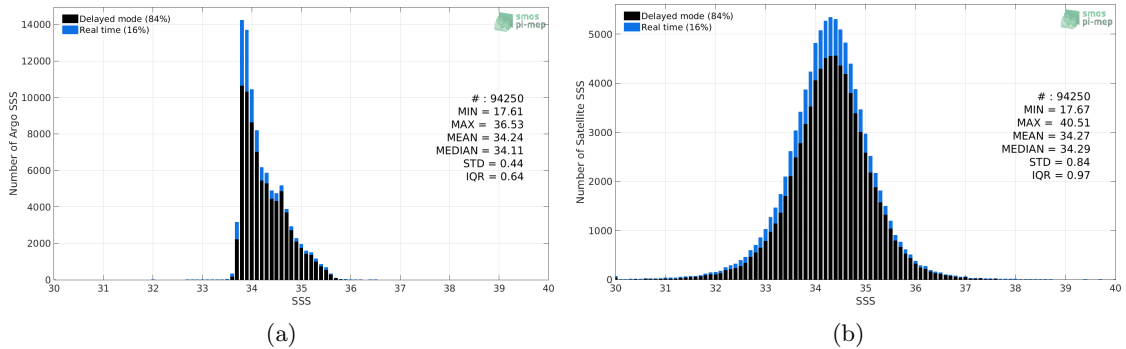 Delayed mode (84%)
Real time (16%)
smos
pi-mep
14000
12000
10000
8000
6000
4000
2000
0
Number of Argo SSS
# : 94250
MIN = 17.61
MAX = 36.53
MEAN = 34.24
MEDIAN = 34.11
STD = 0.44
IQR = 0.64
30 31 32 33 34 35 36 37 38 39 40
SSS
(a)
Delayed mode (84%)
Real time (16%)
smos
pi-mep
5000
4000
3000
2000
1000
0
Number of Satellite SSS
# : 94250
MIN = 17.67
MAX = 40.51
MEAN = 34.27
MEDIAN = 34.29
STD = 0.84
IQR = 0.97
30 31 32 33 34 35 36 37 38 39 40
SSS
(b)